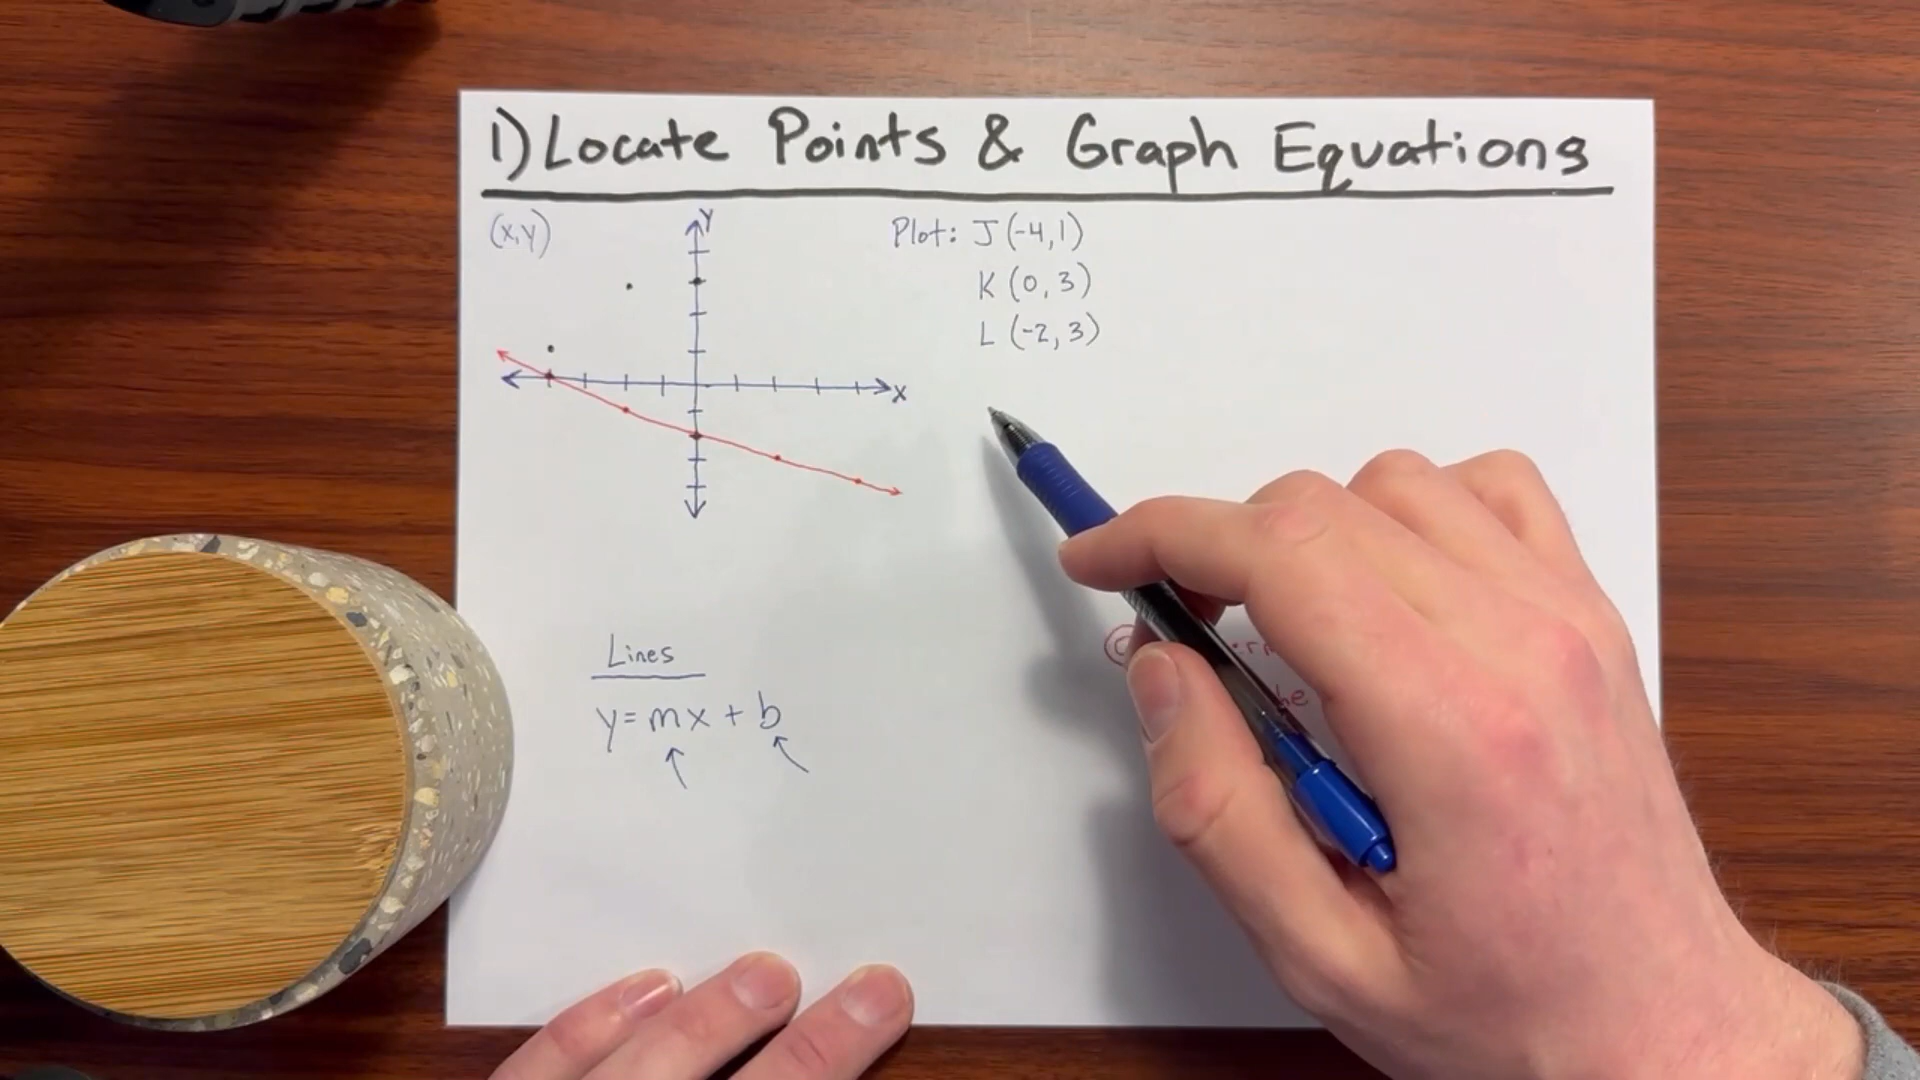 1) Locate Points & Graph Equations
(x,y)
Y
X
Plot: J (-4,1)
K (0,3)
L (-2,3)
Lines
y=mx+b